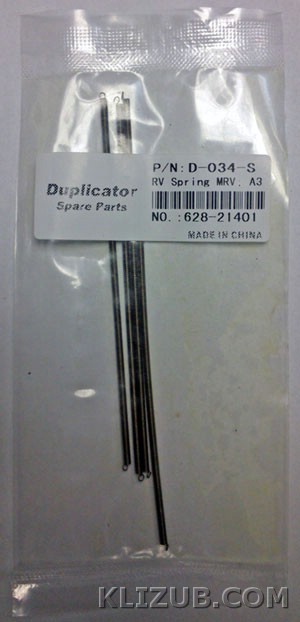 Duplicator
Spare Parts
P/N:D-034-S
RV Spring MRV, A3
NO.:628-21401
MADE IN CHINA
KLIZUB.COM